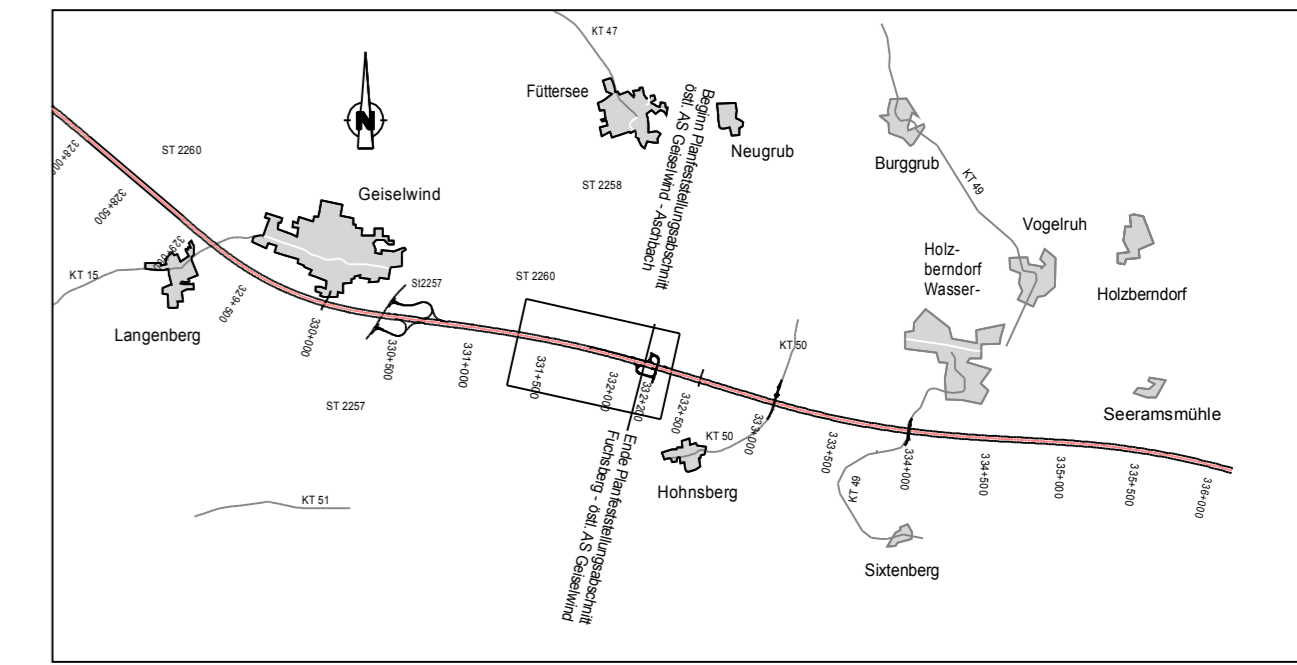 KT 47
Füttersee
N
Beginn Planfeststellungsabschnitt
östl. AS Geiselwind - Aschbach
Neugrub
Burggrub
ST 2260
ST 2258
KT 49
Geiselwind
Vogelruh
Holz-
berndorf
Wasser-
Holzberndorf
KT 15
Langenberg
St2257
ST 2260
ST 2257
KT 50
KT 50
Seeramsmühle
Hohnsberg
KT 49
Sixtenberg
KT 51
328+000
328+500
329+000
329+500
330+000
330+500
331+000
331+500
332+000
332+200
332+500
333+000
333+500
334+000
334+500
335+000
335+500
336+000
Ende Planfeststellungsabschnitt
Fuchsberg - östl. AS Geiselwind